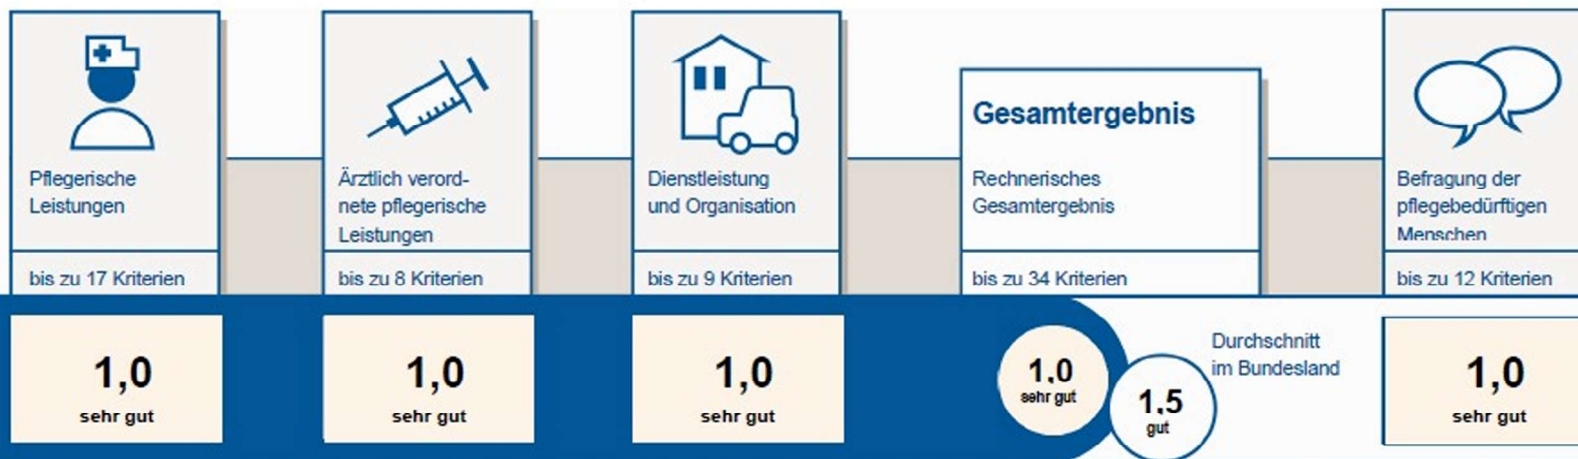 Pflegerische
Leistungen
bis zu 17 Kriterien
1,0
sehr gut
Ärztlich verord-
nete pflegerische
Leistungen
bis zu 8 Kriterien
1,0
sehr gut
Dienstleistung
und Organisation
bis zu 9 Kriterien
1,0
sehr gut
Gesamtergebnis
Rechnerisches
Gesamtergebnis
bis zu 34 Kriterien
1,0
sehr gut
1,5
gut
Durchschnitt
im Bundesland
Befragung der
pflegebedürftigen
Menschen
bis zu 12 Kriterien
1,0
sehr gut